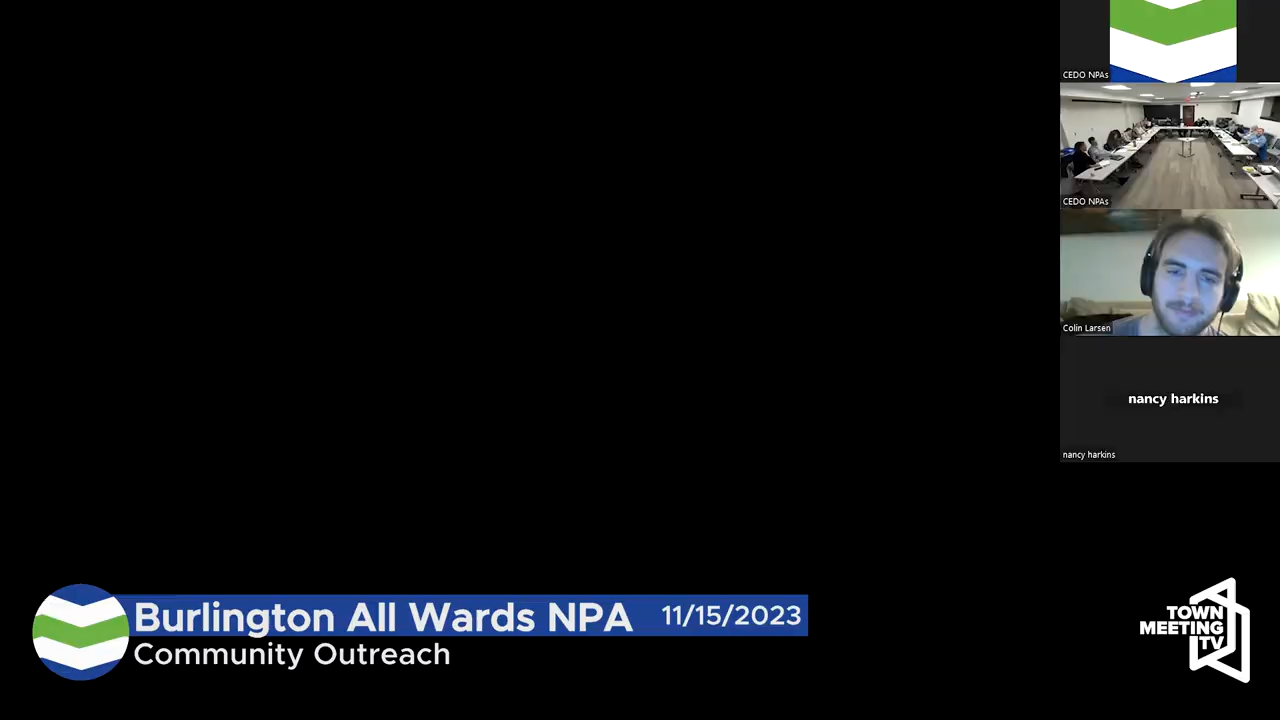 CEDO NPAs
CEDO NPAs
Colin Larsen
nancy harkins
nancy harkins
Burlington All Wards NPA 11/15/2023
Community Outreach
TOWN
MEETING
TV